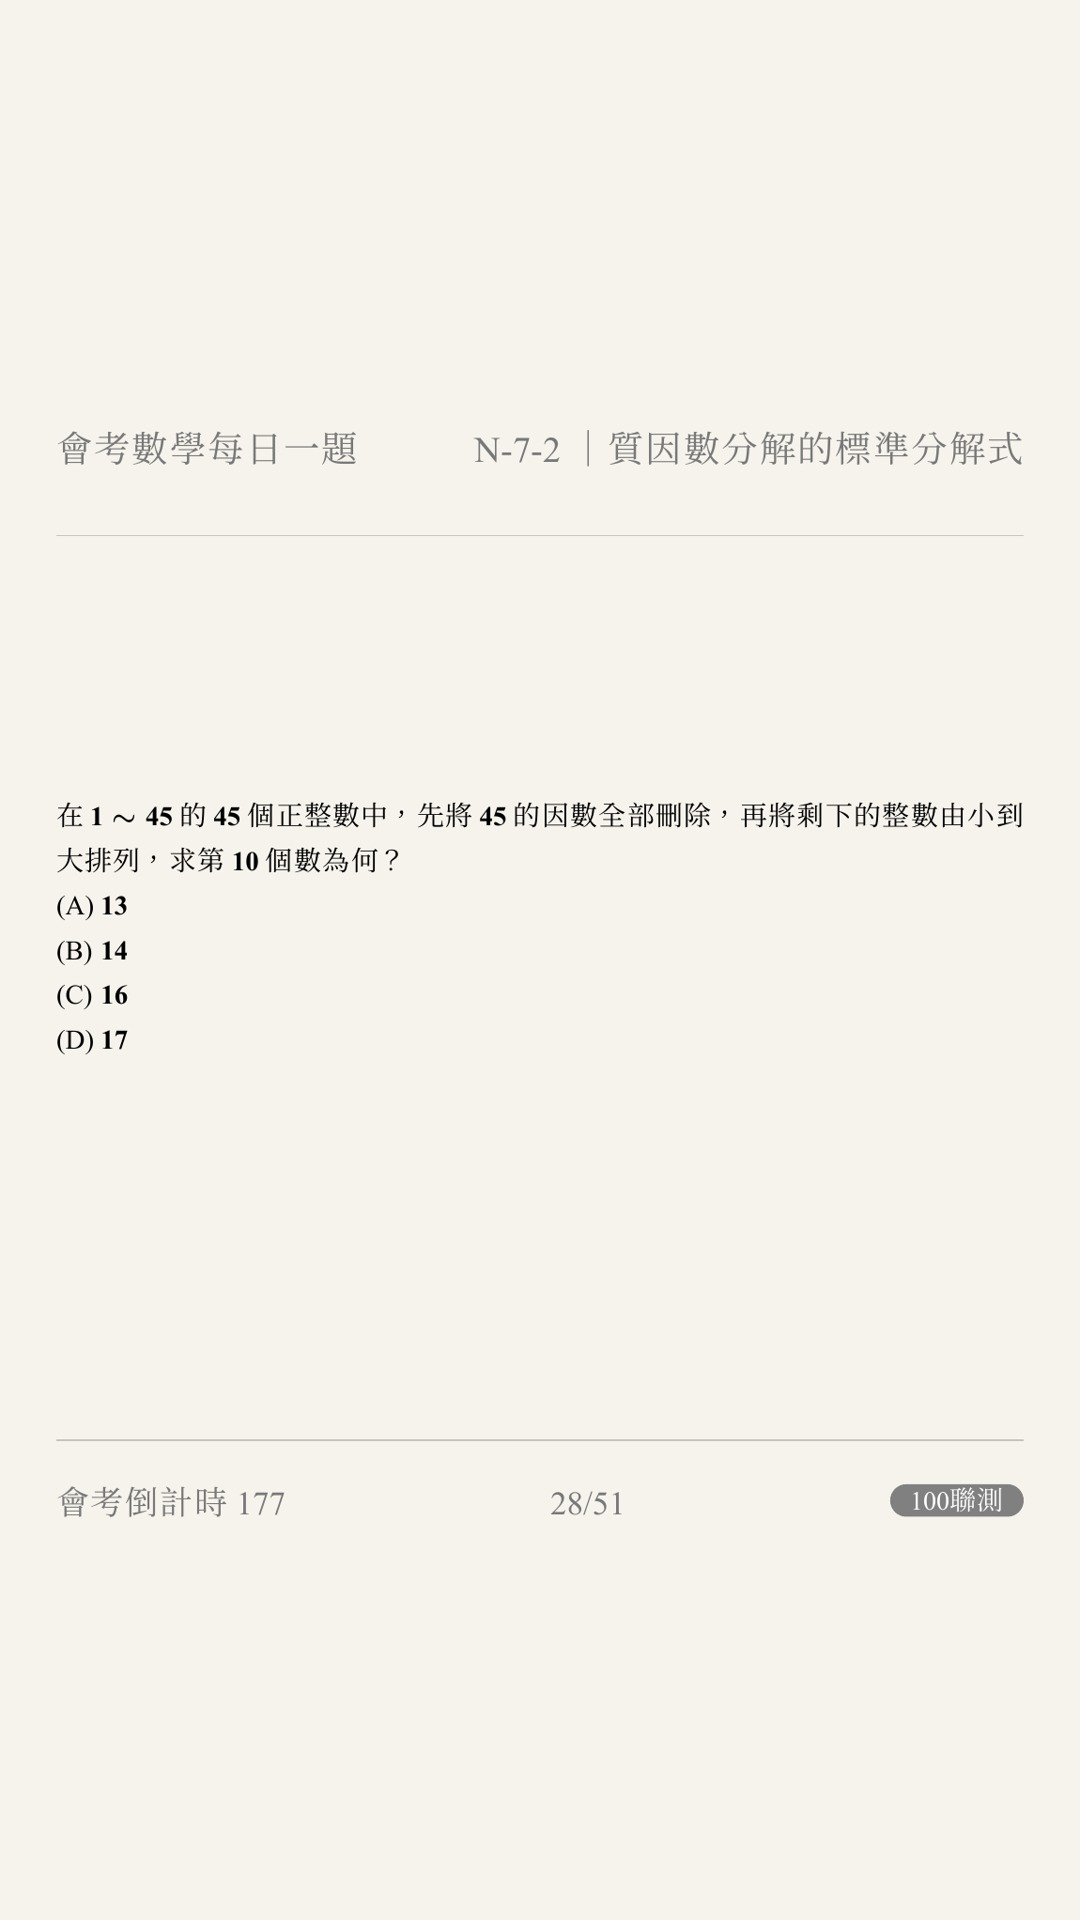 會考數學每日一題
N-7-2｜質因數分解的標準分解式
在 1 ～ 45 的 45 個正整數中，先將 45 的因數全部刪除，再將剩下的整數由小到
大排列，求第 10 個數為何？
(A) 13
(B) 14
(C) 16
(D) 17
會考倒計時 177
28/51
100聯測